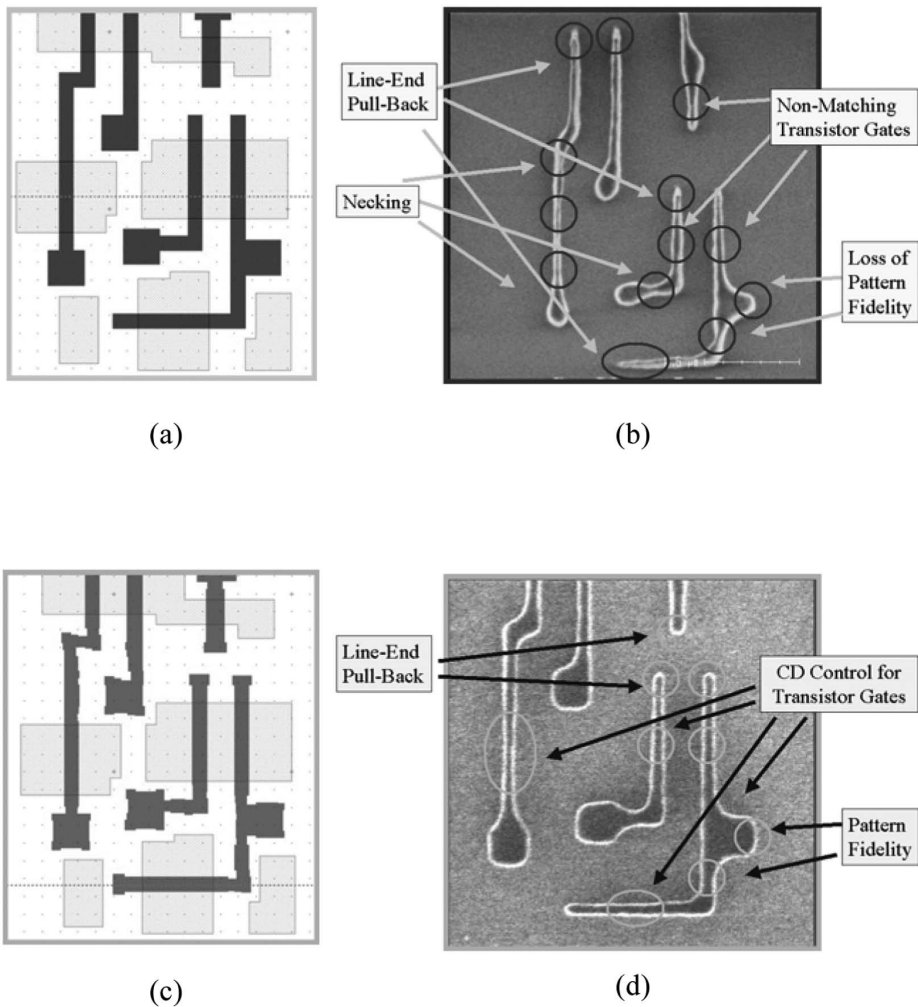 Line-End
Pull-Back
Non-Matching
Transistor Gates
Necking
Loss of
Pattern
Fidelity
(a)
(b)
Line-End
Pull-Back
CD Control for
Transistor Gates
Pattern
Fidelity
(c)
(d)